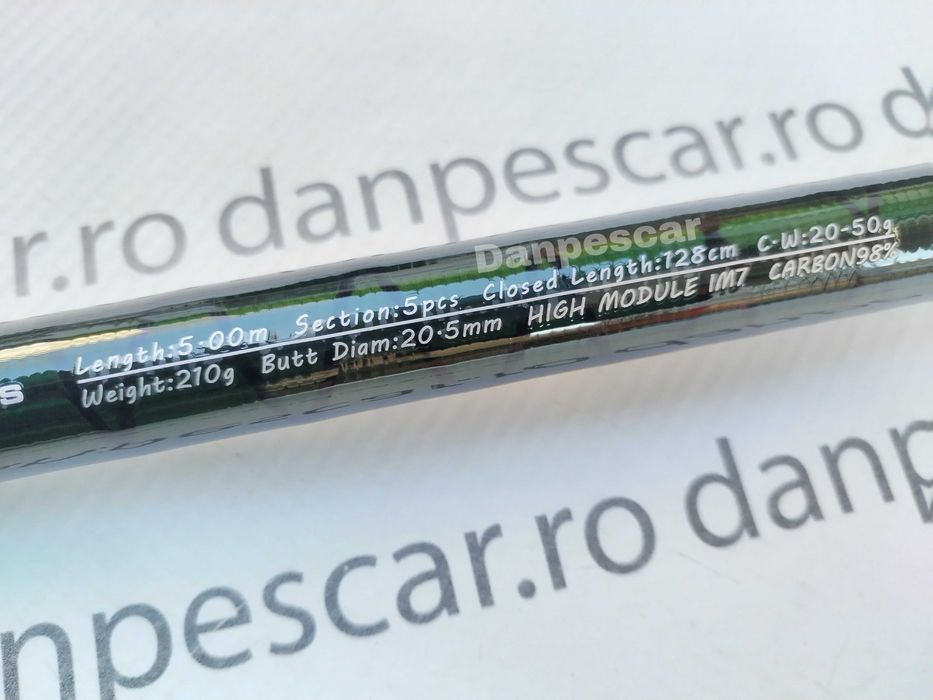 r.ro danpescar.ro d
Danpescar
Length:5.00m Section:5pcs Closed Length:128cm C-W:20-50g
Weight:210g Butt Diam:20.5mm HIGH MODULE IM7 CARBON98%
s
npescar.ro danp